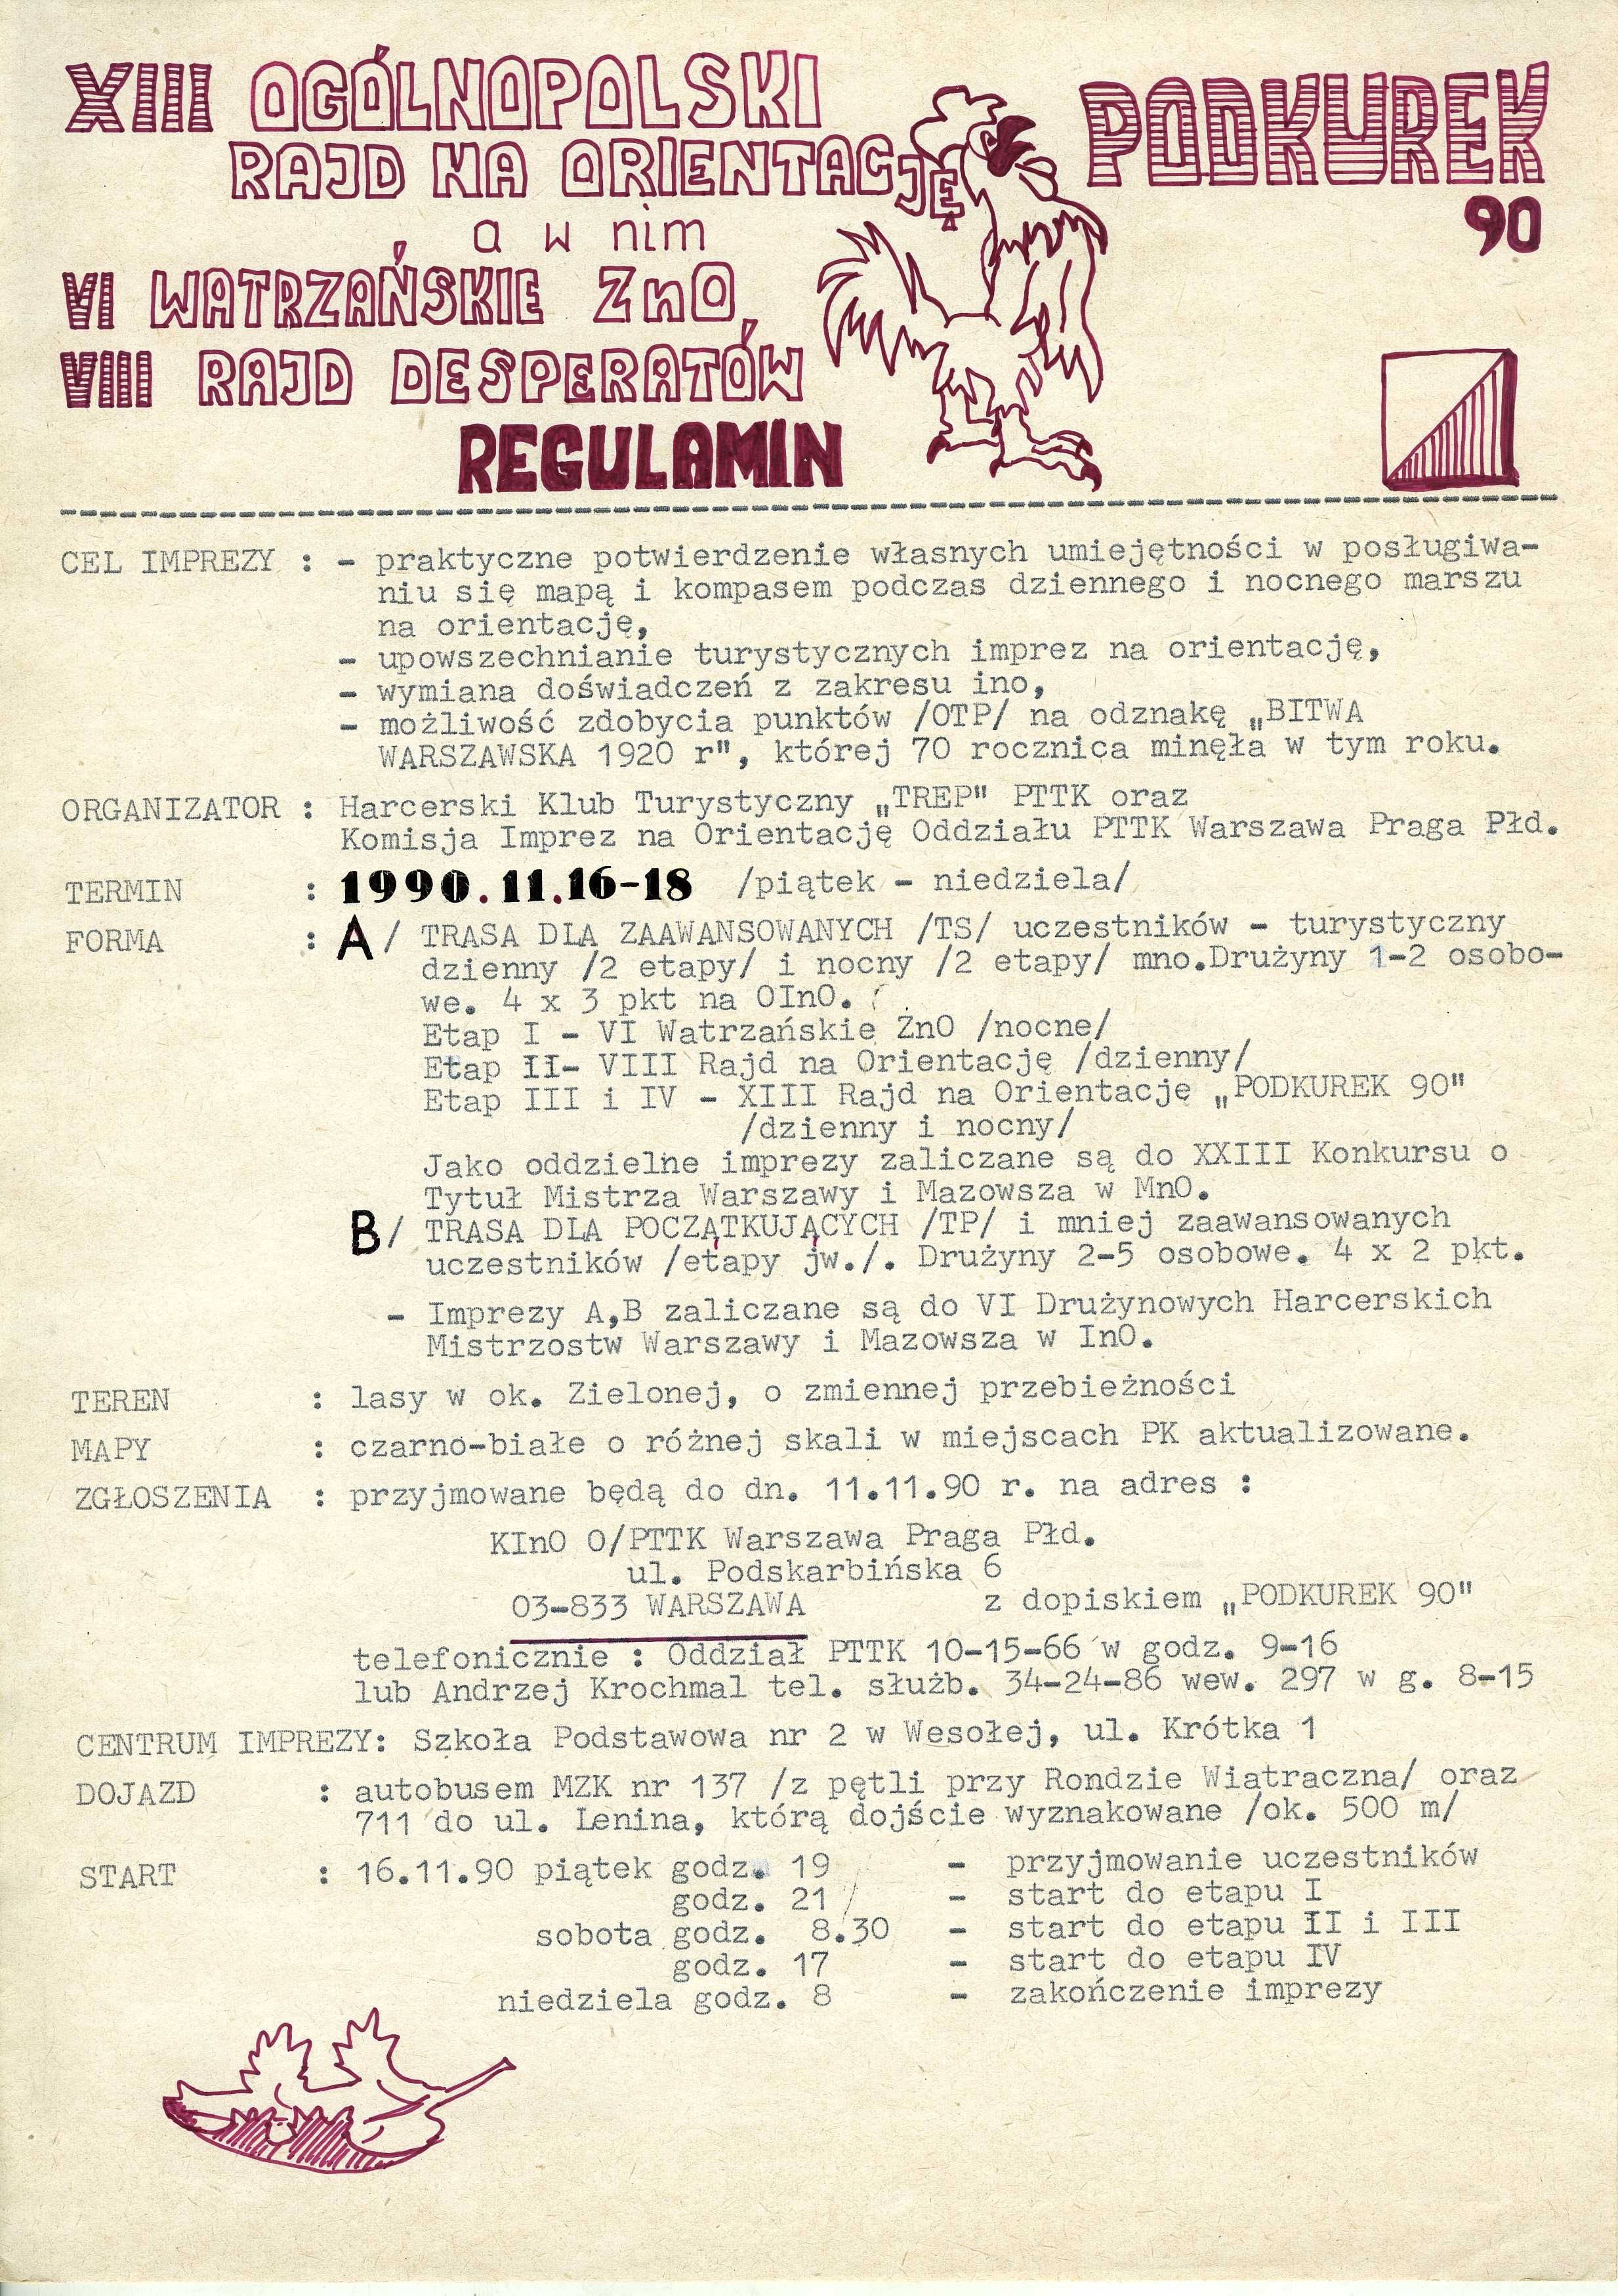 XIII OGÓLNOPOLSKI
RAJD NA ORIENTACJĘ
PODKUREK
90
a w nim
VI WATRZAŃSKIE ZnO
VIII RAJD DESPERATÓW
REGULAMIN
CEL IMPREZY : - praktyczne potwierdzenie własnych umiejętności w posługiwa-
niu się mapą i kompasem podczas dziennego i nocnego marszu
na orientację,
- upowszechnianie turystycznych imprez na orientację,
- wymiana doświadczeń z zakresu ino,
- możliwość zdobycia punktów /OTP/ na odznakę „BITWA
WARSZAWSKA 1920 r", której 70 rocznica minęła w tym roku.
ORGANIZATOR : Harcerski Klub Turystyczny „TREP" PTTK oraz
Komisja Imprez na Orientację Oddziału PTTK Warszawa Praga Płd.
TERMIN : 1990.11.16-18 /piątek - niedziela/
FORMA : A/ TRASA DLA ZAAWANSOWANYCH /TS/ uczestników - turystyczny
dzienny /2 etapy/ i nocny /2 etapy/ mno.Drużyny 1-2 osobo-
we. 4 x 3 pkt na OInO.
Etap I - VI Watrzańskie ZnO /nocne/
Etap II- VIII Rajd na Orientację /dzienny/
Etap III i IV - XIII Rajd na Orientację „PODKUREK 90"
/dzienny i nocny/
Jako oddzielne imprezy zaliczane są do XXIII Konkursu o
Tytuł Mistrza Warszawy i Mazowsza w MnO.
B/ TRASA DLA POCZĄTKUJĄCYCH /TP/ i mniej zaawansowanych
uczestników /etapy jw./. Drużyny 2-5 osobowe. 4 x 2 pkt.
- Imprezy A,B zaliczane są do VI Drużynowych Harcerskich
Mistrzostw Warszawy i Mazowsza w InO.
TEREN : lasy w ok. Zielonej, o zmiennej przebieżności
MAPY : czarno-białe o różnej skali w miejscach PK aktualizowane.
ZGŁOSZENIA : przyjmowane będą do dn. 11.11.90 r. na adres :
KInO O/PTTK Warszawa Praga Płd.
ul. Podskarbińska 6
03-833 WARSZAWA z dopiskiem „PODKUREK 90"
telefonicznie : Oddział PTTK 10-15-66 w godz. 9-16
lub Andrzej Krochmal tel. służb. 34-24-86 wew. 297 w g. 8-15
CENTRUM IMPREZY: Szkoła Podstawowa nr 2 w Wesołej, ul. Krótka 1
DOJAZD : autobusem MZK nr 137 /z pętli przy Rondzie Wiatraczna/ oraz
711 do ul. Lenina, którą dojście wyznakowane /ok. 500 m/
START : 16.11.90 piątek godz. 19 - przyjmowanie uczestników
godz. 21 - start do etapu I
sobota godz. 8.30 - start do etapu II i III
godz. 17 - start do etapu IV
niedziela godz. 8 - zakończenie imprezy